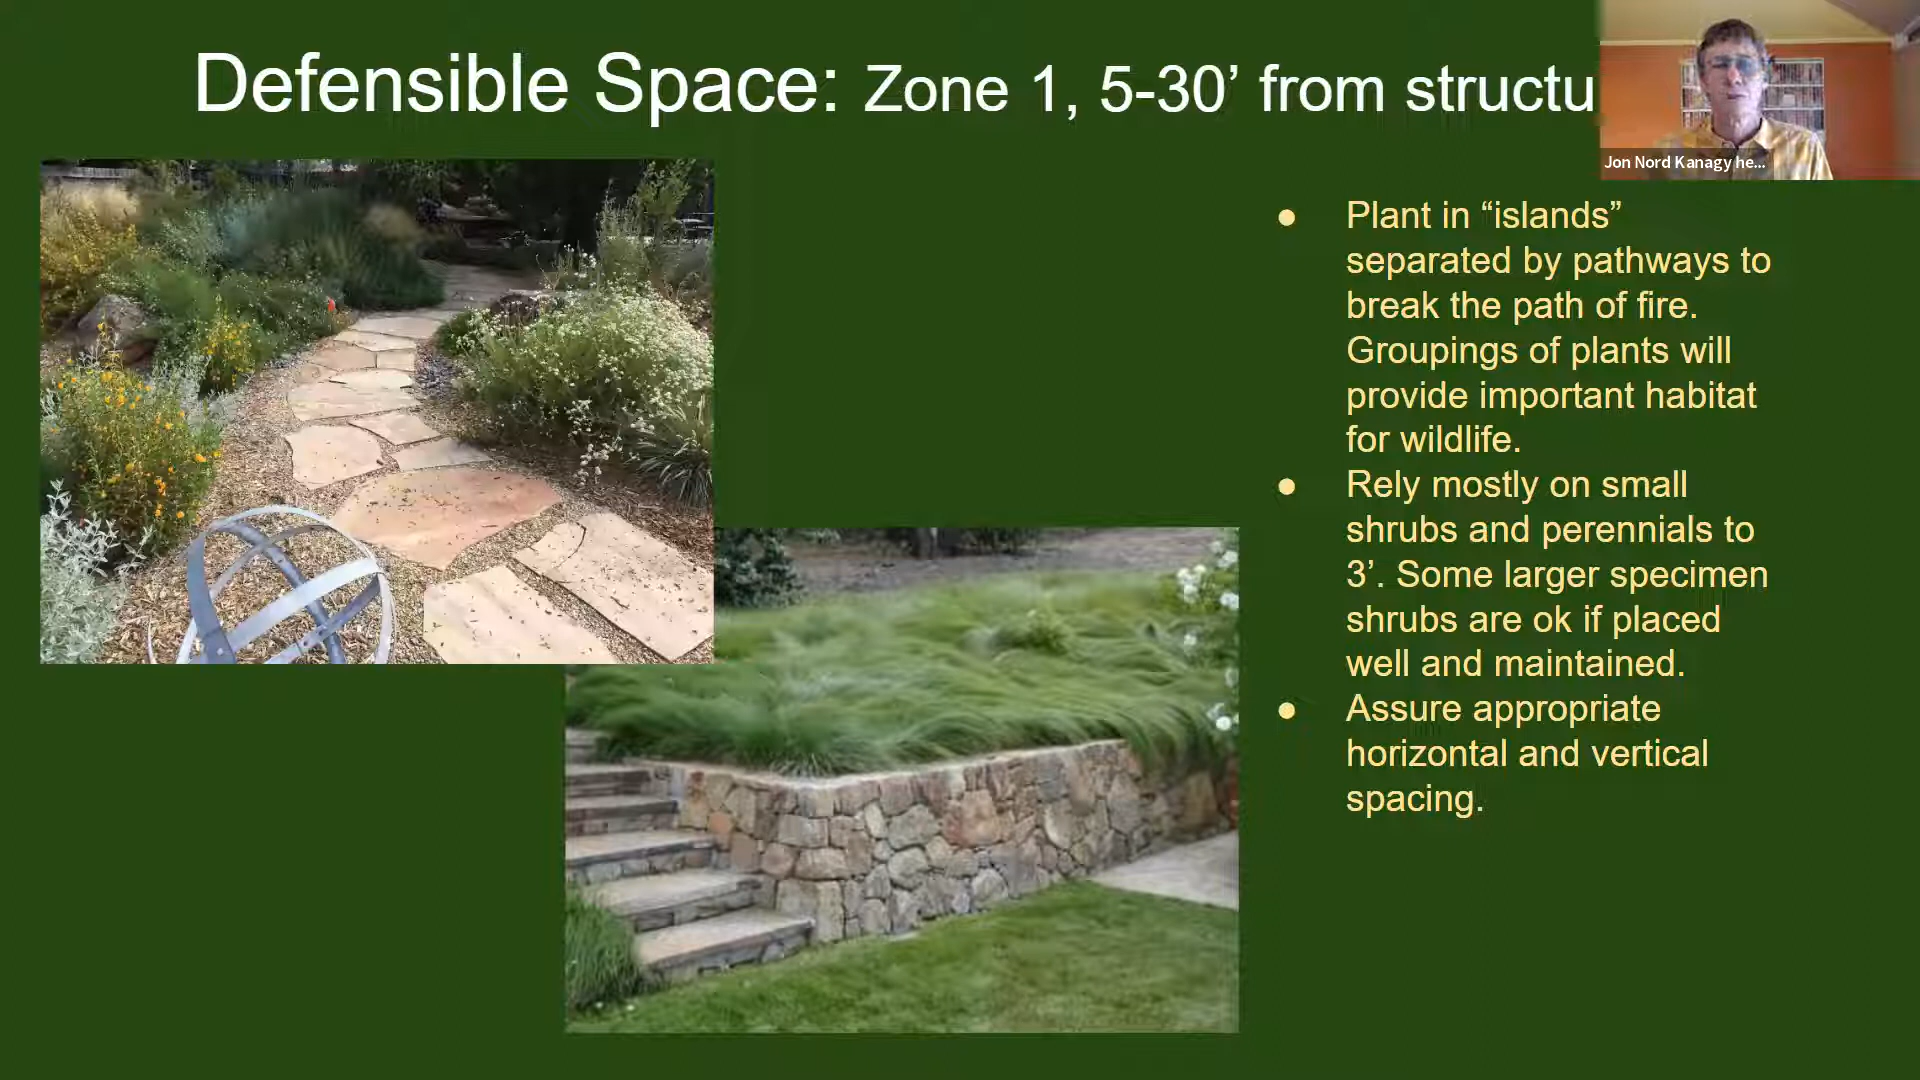 Defensible Space: Zone 1, 5-30’ from structu
Jon Nord Kanagy he...
● Plant in “islands”
separated by pathways to
break the path of fire.
Groupings of plants will
provide important habitat
for wildlife.
● Rely mostly on small
shrubs and perennials to
3’. Some larger specimen
shrubs are ok if placed
well and maintained.
● Assure appropriate
horizontal and vertical
spacing.